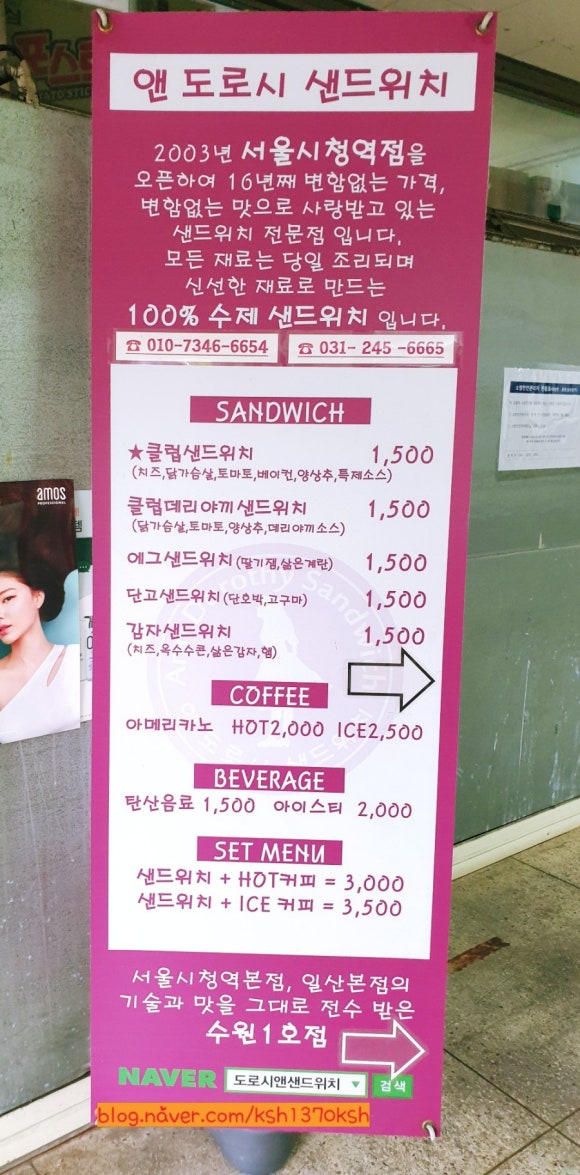 포스트
앤 도로시 샌드위치
2003년 서울시청역점을
오픈하여 16년째 변함없는 가격,
변함없는 맛으로 사랑받고 있는
샌드위치 전문점 입니다.
모든 재료는 당일 조리되며
신선한 재료로 만드는
100% 수제 샌드위치 입니다.
☎ 010-7346-6654 ☎ 031- 245 -6665
SANDWICH
★클럽샌드위치 1,500
(치즈,닭가슴살,토마토,베이컨,양상추,특제소스)
클럽데리야끼샌드위치 1,500
(닭가슴살,토마토,양상추,데리야끼소스)
에그샌드위치(딸기잼,삶은계란) 1,500
단고샌드위치(단호박,고구마) 1,500
감자샌드위치 1,500
(치즈,옥수수콘,삶은감자,햄)
Dorothy Sandwich
COFFEE
아메리카노 HOT2,000 ICE2,500
BEVERAGE
탄산음료 1,500 아이스티 2,000
SET MENU
샌드위치 + HOT커피 = 3,000
샌드위치 + ICE 커피 = 3,500
서울시청역본점, 일산본점의
기술과 맛을 그대로 전수 받은
수원1호점
NAVER 도로시앤샌드위치 ▼ 검색
blog.naver.com/ksh1370ksh
amos
PROFESSIONAL